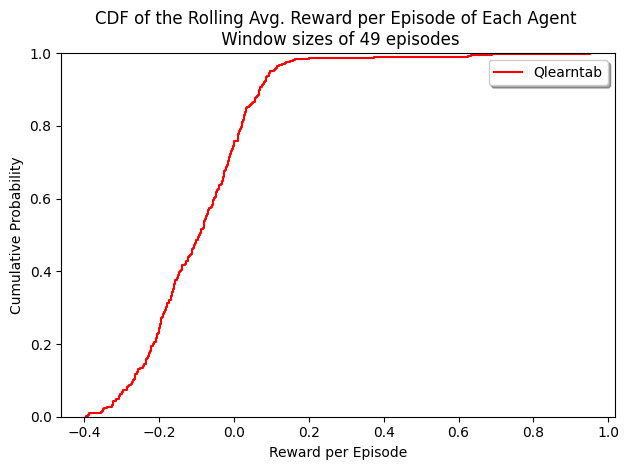 CDF of the Rolling Avg. Reward per Episode of Each Agent
Window sizes of 49 episodes
Qlearntab
Cumulative Probability
1.0
0.8
0.6
0.4
0.2
0.0
−0.4 −0.2 0.0 0.2 0.4 0.6 0.8 1.0
Reward per Episode